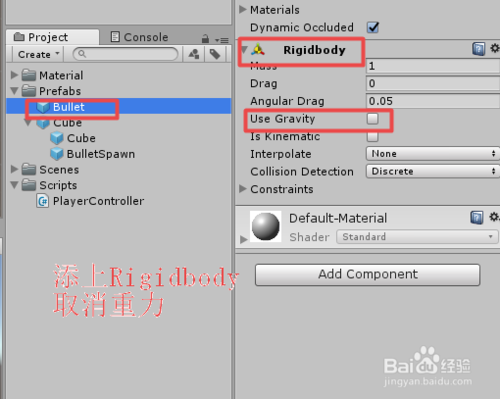 Project
Console
Create
Material
Prefabs
Bullet
Cube
Cube
BulletSpawn
Scenes
Scripts
PlayerController
添上Rigidbody
取消重力
Materials
Dynamic Occluded
Rigidbody
Mass 1
Drag 0
Angular Drag 0.05
Use Gravity
Is Kinematic
Interpolate None
Collision Detection Discrete
Constraints
Default-Material
Shader Standard
Add Component
Baidu经验
jingyan.baidu.com